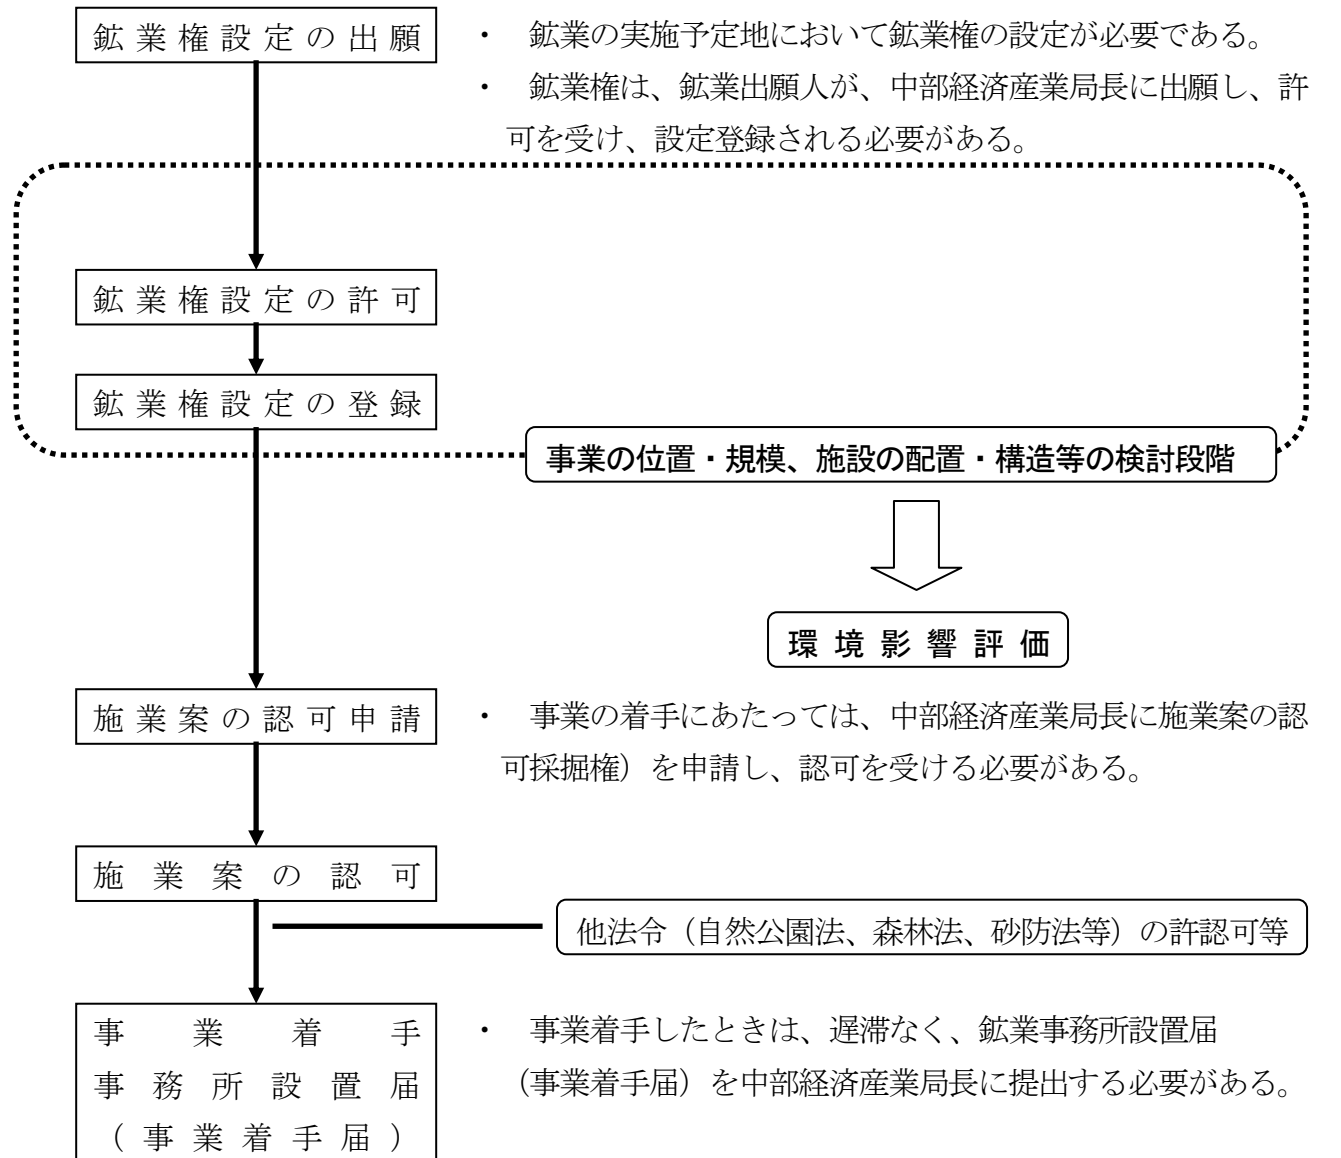 鉱業権設定の出願
・　鉱業の実施予定地において鉱業権の設定が必要である。
・　鉱業権は、鉱業出願人が、中部経済産業局長に出願し、許
可を受け、設定登録される必要がある。
鉱業権設定の許可
鉱業権設定の登録
事業の位置・規模、施設の配置・構造等の検討段階
環境影響評価
施業案の認可申請
・　事業の着手にあたっては、中部経済産業局長に施業案の認
可採掘権）を申請し、認可を受ける必要がある。
施業案の認可
他法令（自然公園法、森林法、砂防法等）の許認可等
事業着手
事務所設置届
（事業着手届）
・　事業着手したときは、遅滞なく、鉱業事務所設置届
（事業着手届）を中部経済産業局長に提出する必要がある。